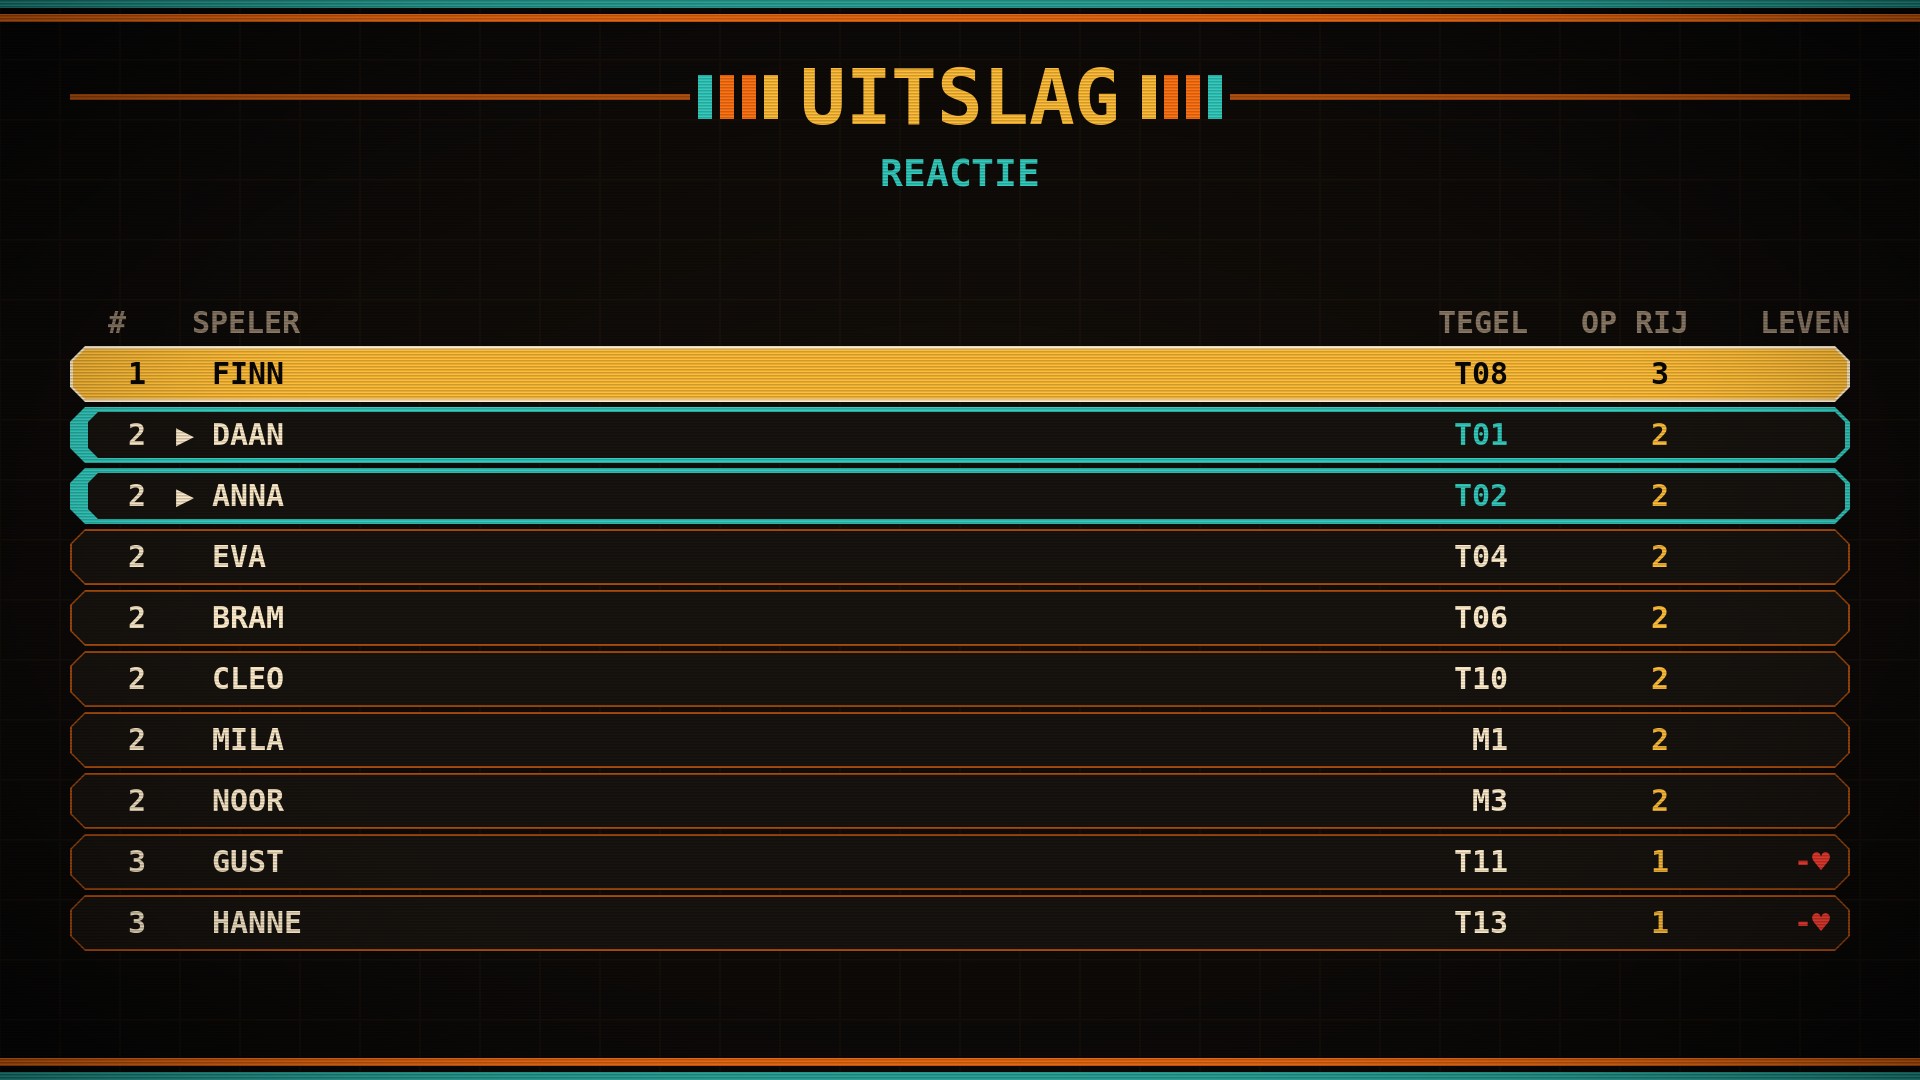 UITSLAG
REACTIE
# SPELER TEGEL OP RIJ LEVEN
1 FINN T08 3
2 ▶ DAAN T01 2
2 ▶ ANNA T02 2
2 EVA T04 2
2 BRAM T06 2
2 CLEO T10 2
2 MILA M1 2
2 NOOR M3 2
3 GUST T11 1 -♥
3 HANNE T13 1 -♥